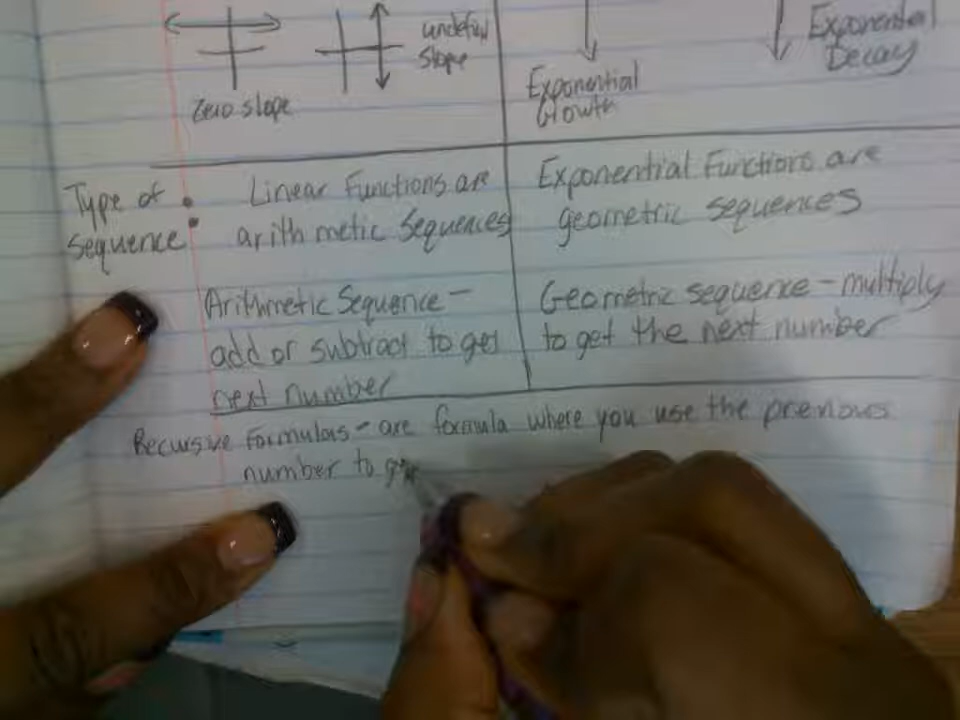 undefin
slope
Zero slope
Exponential
Growth
Exponential
Decay
Type of
sequence:
Linear Functions are
arithmetic Sequences
Exponential Functions are
geometric sequences
Arithmetic Sequence -
add or subtract to get
next number
Geometric sequence - multiply
to get the next number
Recursive Formulas - are formula where you use the previous
number to ge